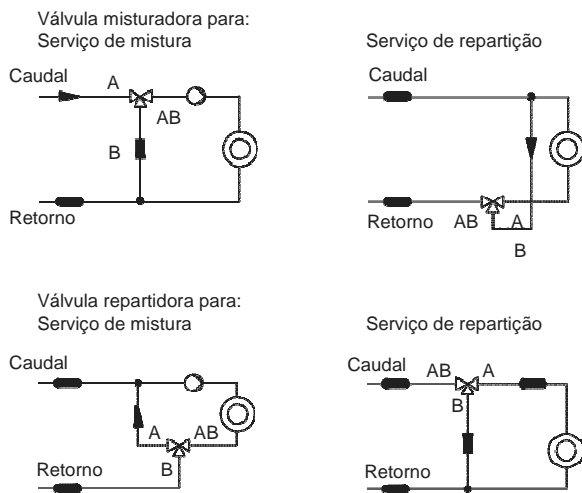 Válvula misturadora para:
Serviço de mistura
Caudal
A
AB
B
Retorno
Serviço de repartição
Caudal
Retorno
AB
A
B
Válvula repartidora para:
Serviço de mistura
Caudal
A
AB
B
Retorno
Serviço de repartição
Caudal
AB
A
B
Retorno